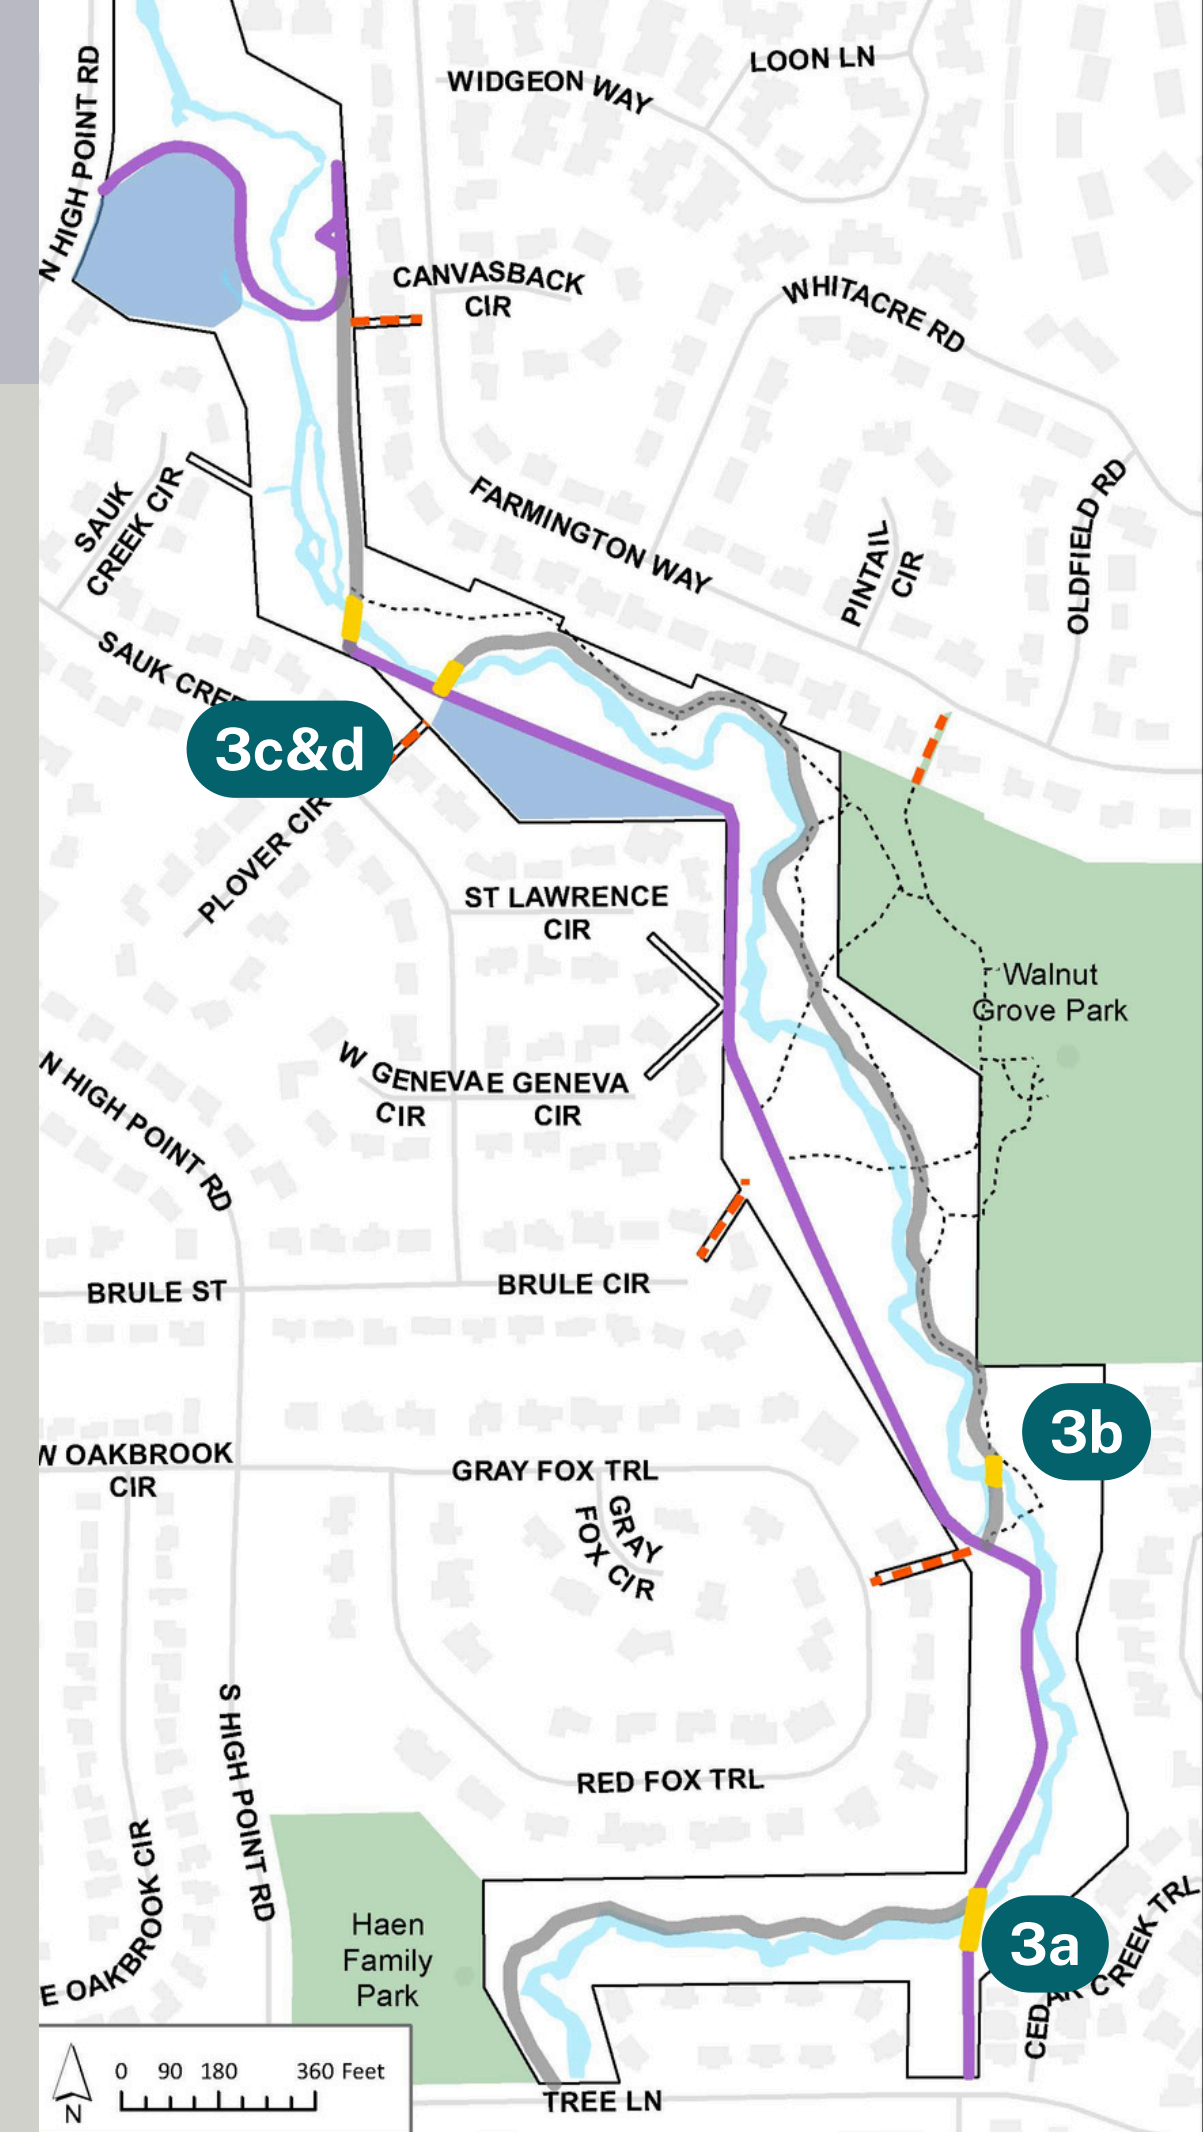 LOON LN
WIDGEON WAY
N HIGH POINT RD
CANVASBACK
CIR
WHITACRE RD
SAUK
CREEK CIR
FARMINGTON WAY
PINTAIL
CIR
OLDFIELD RD
SAUK CREE
3c&d
PLOVER CIR
ST LAWRENCE
CIR
Walnut
Grove Park
W GENEVA
CIR
E GENEVA
CIR
N HIGH POINT RD
BRULE ST
BRULE CIR
3b
W OAKBROOK
CIR
GRAY FOX TRL
GRAY
FOX CIR
S HIGH POINT RD
RED FOX TRL
E OAKBROOK CIR
Haen
Family
Park
3a
CEDAR CREEK TRL
0 90 180 360 Feet
N
TREE LN